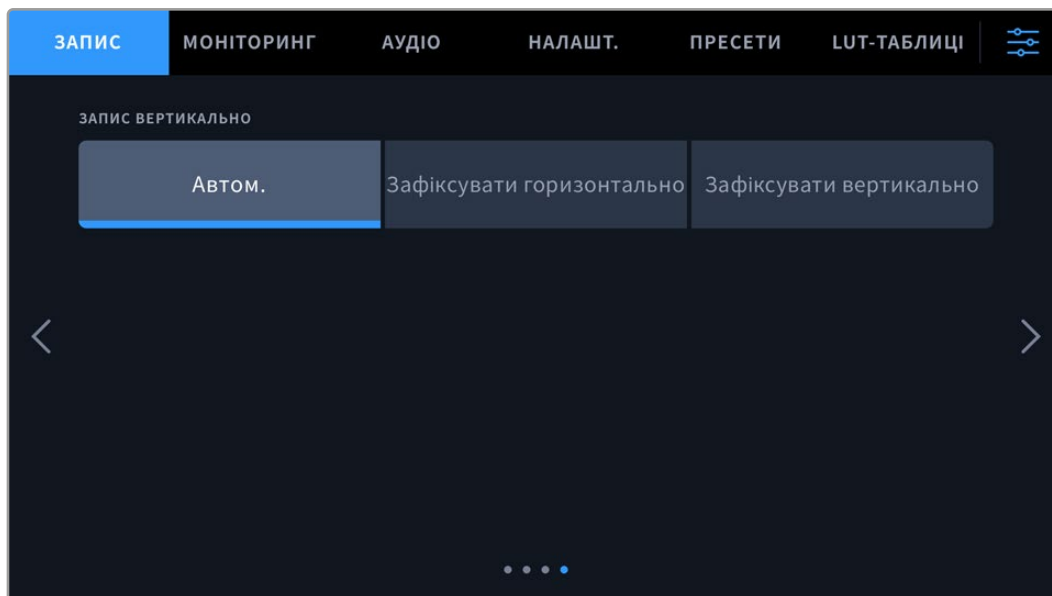 ЗАПИС МОНІТОРИНГ АУДІО НАЛАШТ. ПРЕСЕТИ LUT-ТАБЛИЦІ
ЗАПИС ВЕРТИКАЛЬНО
Автом. Зафіксувати горизонтально Зафіксувати вертикально